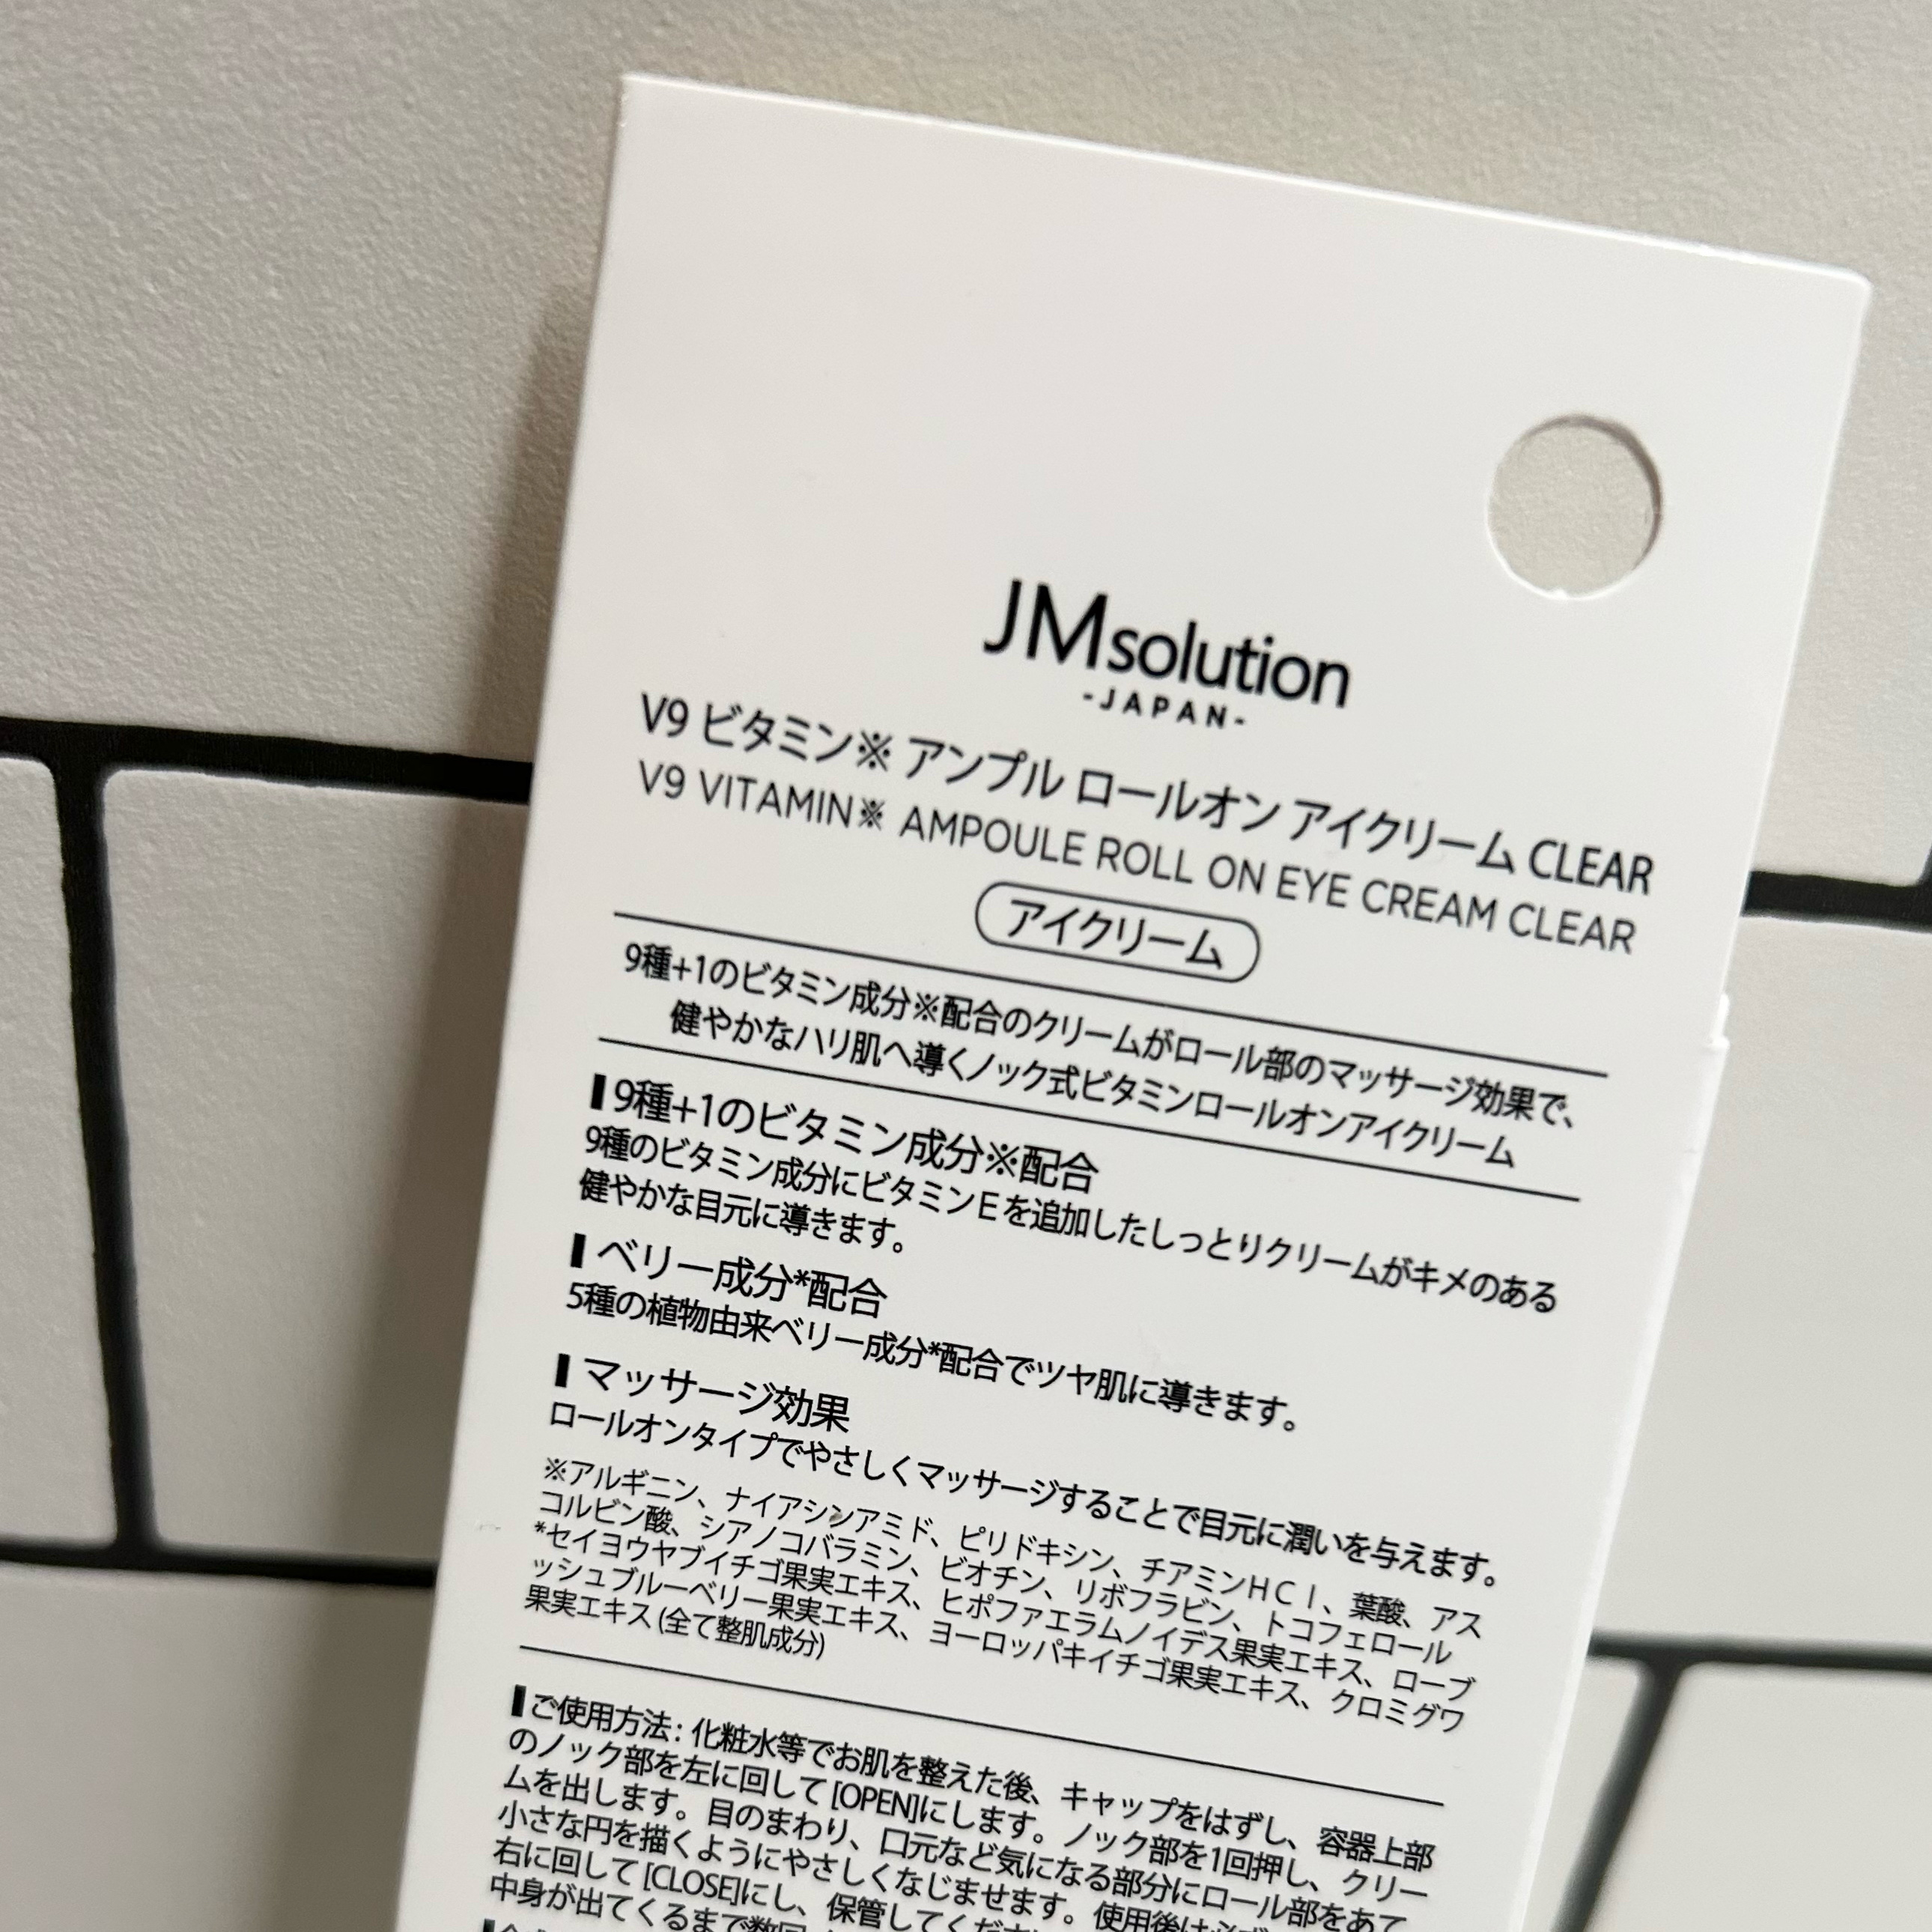 JMsolution
-JAPAN-
V9 ビタミン※ アンプル ロールオン アイクリーム CLEAR
V9 VITAMIN※ AMPOULE ROLL ON EYE CREAM CLEAR
アイクリーム
9種+1のビタミン成分※配合のクリームがロール部のマッサージ効果で、
健やかなハリ肌へ導くノック式ビタミンロールオンアイクリーム
9種+1のビタミン成分※配合
9種のビタミン成分にビタミンEを追加したしっとりクリームがキメのある
健やかな目元に導きます。
ベリー成分*配合
5種の植物由来ベリー成分*配合でツヤ肌に導きます。
マッサージ効果
ロールオンタイプでやさしくマッサージすることで目元に潤いを与えます。
※アルギニン、ナイアシンアミド、ピリドキシン、チアミンHCl、葉酸、アス
コルビン酸、シアノコバラミン、ビオチン、リボフラビン、トコフェロール
*セイヨウヤブイチゴ果実エキス、ヒポファエラムノイデス果実エキス、ローブ
ッシュブルーベリー果実エキス、ヨーロッパキイチゴ果実エキス、クロミグワ
果実エキス (全て整肌成分)
ご使用方法 : 化粧水等でお肌を整えた後、キャップをはずし、容器上部
のノック部を左に回して [OPEN]にします。ノック部を1回押し、クリー
ムを出します。目のまわり、口元など気になる部分にロール部をあて
小さな円を描くようにやさしくなじませます。使用後は必ず
右に回して [CLOSE]にし、保管してください
中身が出てくるまで数回